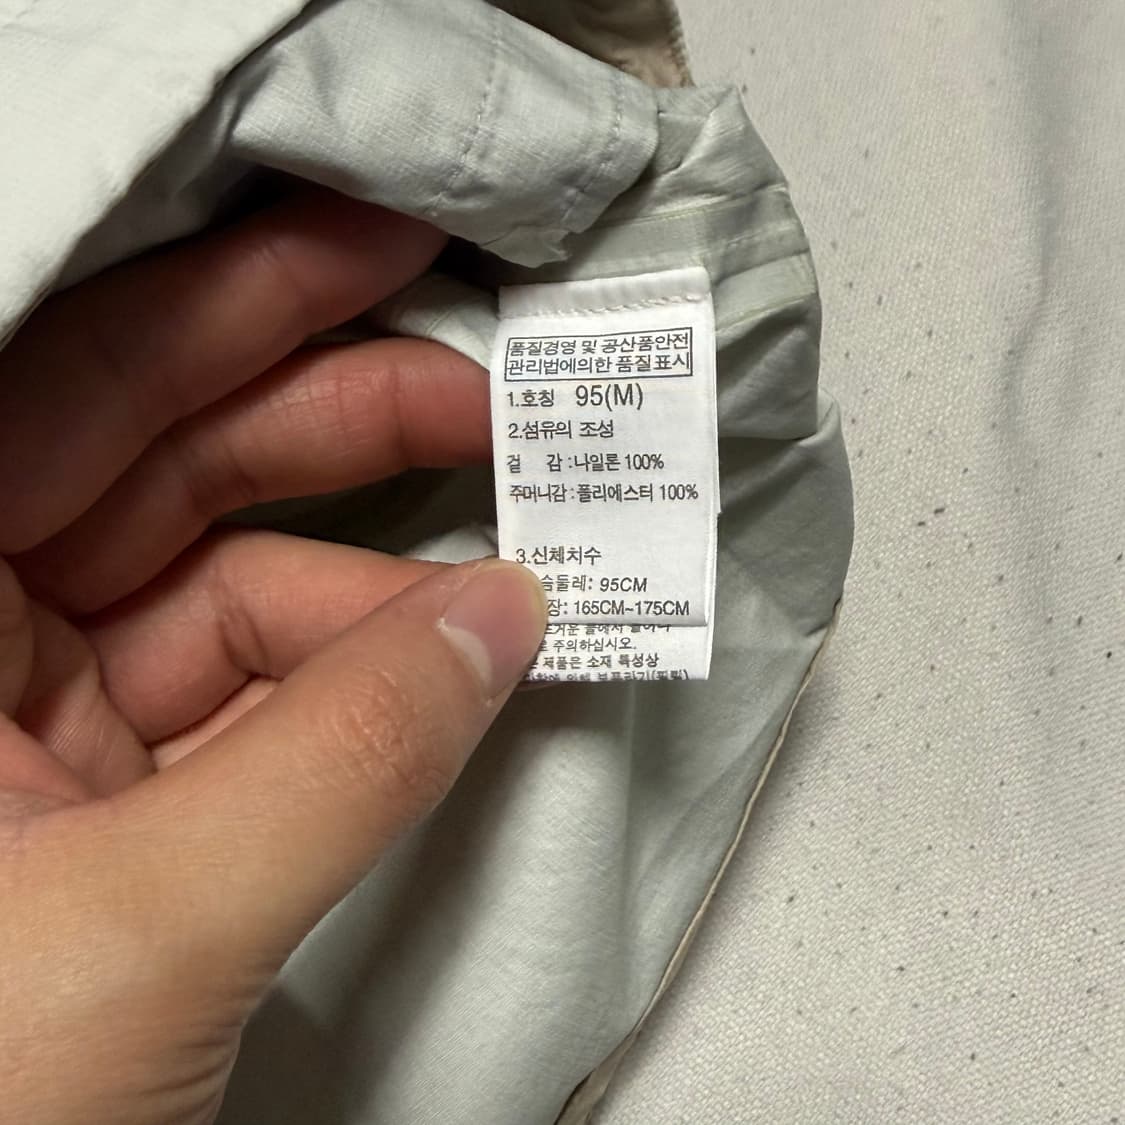 품질경영 및 공산품안전
관리법에의한 품질표시
1.호칭 95(M)
2.섬유의 조성
겉 감:나일론 100%
주머니감:폴리에스터 100%
3.신체치수
슴둘레: 95CM
장: 165CM~175CM
주의하십시오.
제품은 소재 특성상